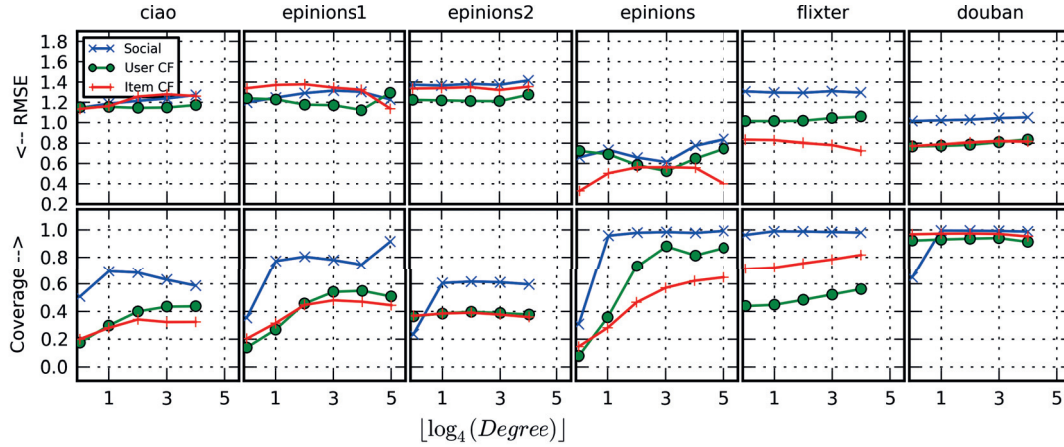 ciao epinions1 epinions2 epinions flixter douban
<-- RMSE
1.8
1.6
1.4
1.2
1.0
0.8
0.6
0.4
0.2
Social
User CF
Item CF
Coverage -->
1.0
0.8
0.6
0.4
0.2
0.0
1 3 5 1 3 5 1 3 5 1 3 5 1 3 5 1 3 5
⌊log₄(Degree)⌋